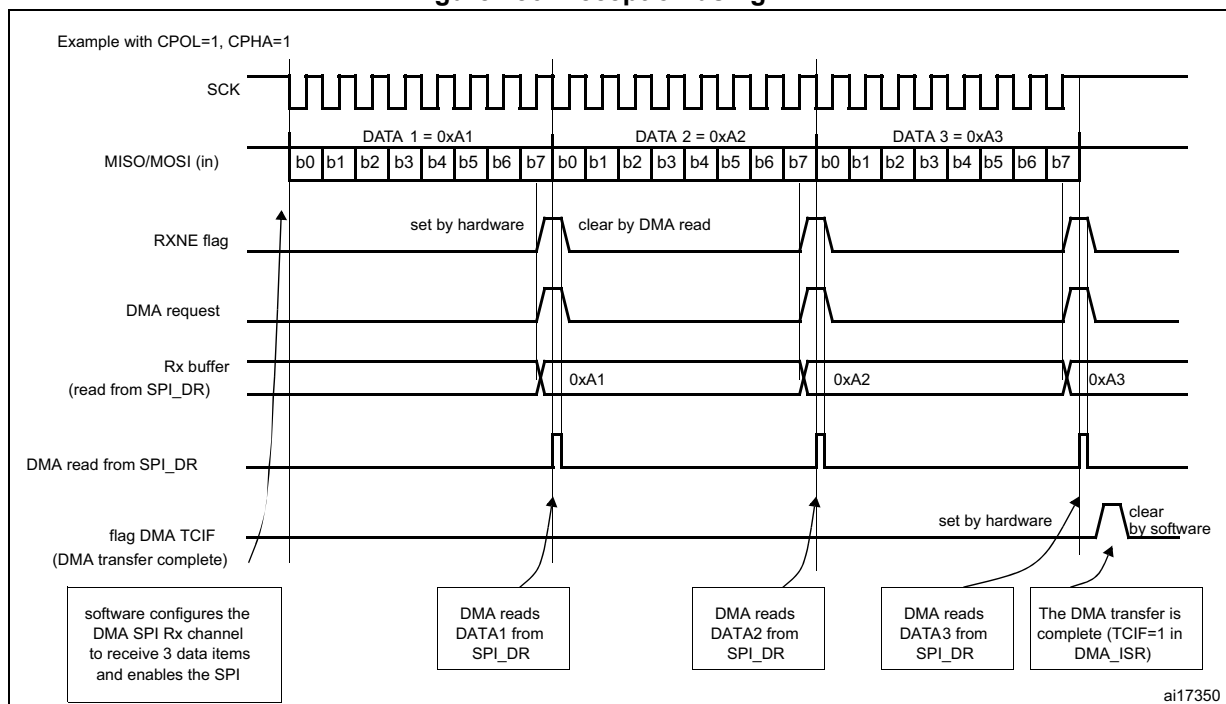 Example with CPOL=1, CPHA=1
SCK
DATA 1 = 0xA1
DATA 2 = 0xA2
DATA 3 = 0xA3
MISO/MOSI (in)
b0 b1 b2 b3 b4 b5 b6 b7 b0 b1 b2 b3 b4 b5 b6 b7 b0 b1 b2 b3 b4 b5 b6 b7
set by hardware
clear by DMA read
RXNE flag
DMA request
Rx buffer
(read from SPI_DR)
0xA1
0xA2
0xA3
DMA read from SPI_DR
flag DMA TCIF
(DMA transfer complete)
set by hardware
clear
by software
software configures the
DMA SPI Rx channel
to receive 3 data items
and enables the SPI
DMA reads
DATA1 from
SPI_DR
DMA reads
DATA2 from
SPI_DR
DMA reads
DATA3 from
SPI_DR
The DMA transfer is
complete (TCIF=1 in
DMA_ISR)
ai17350